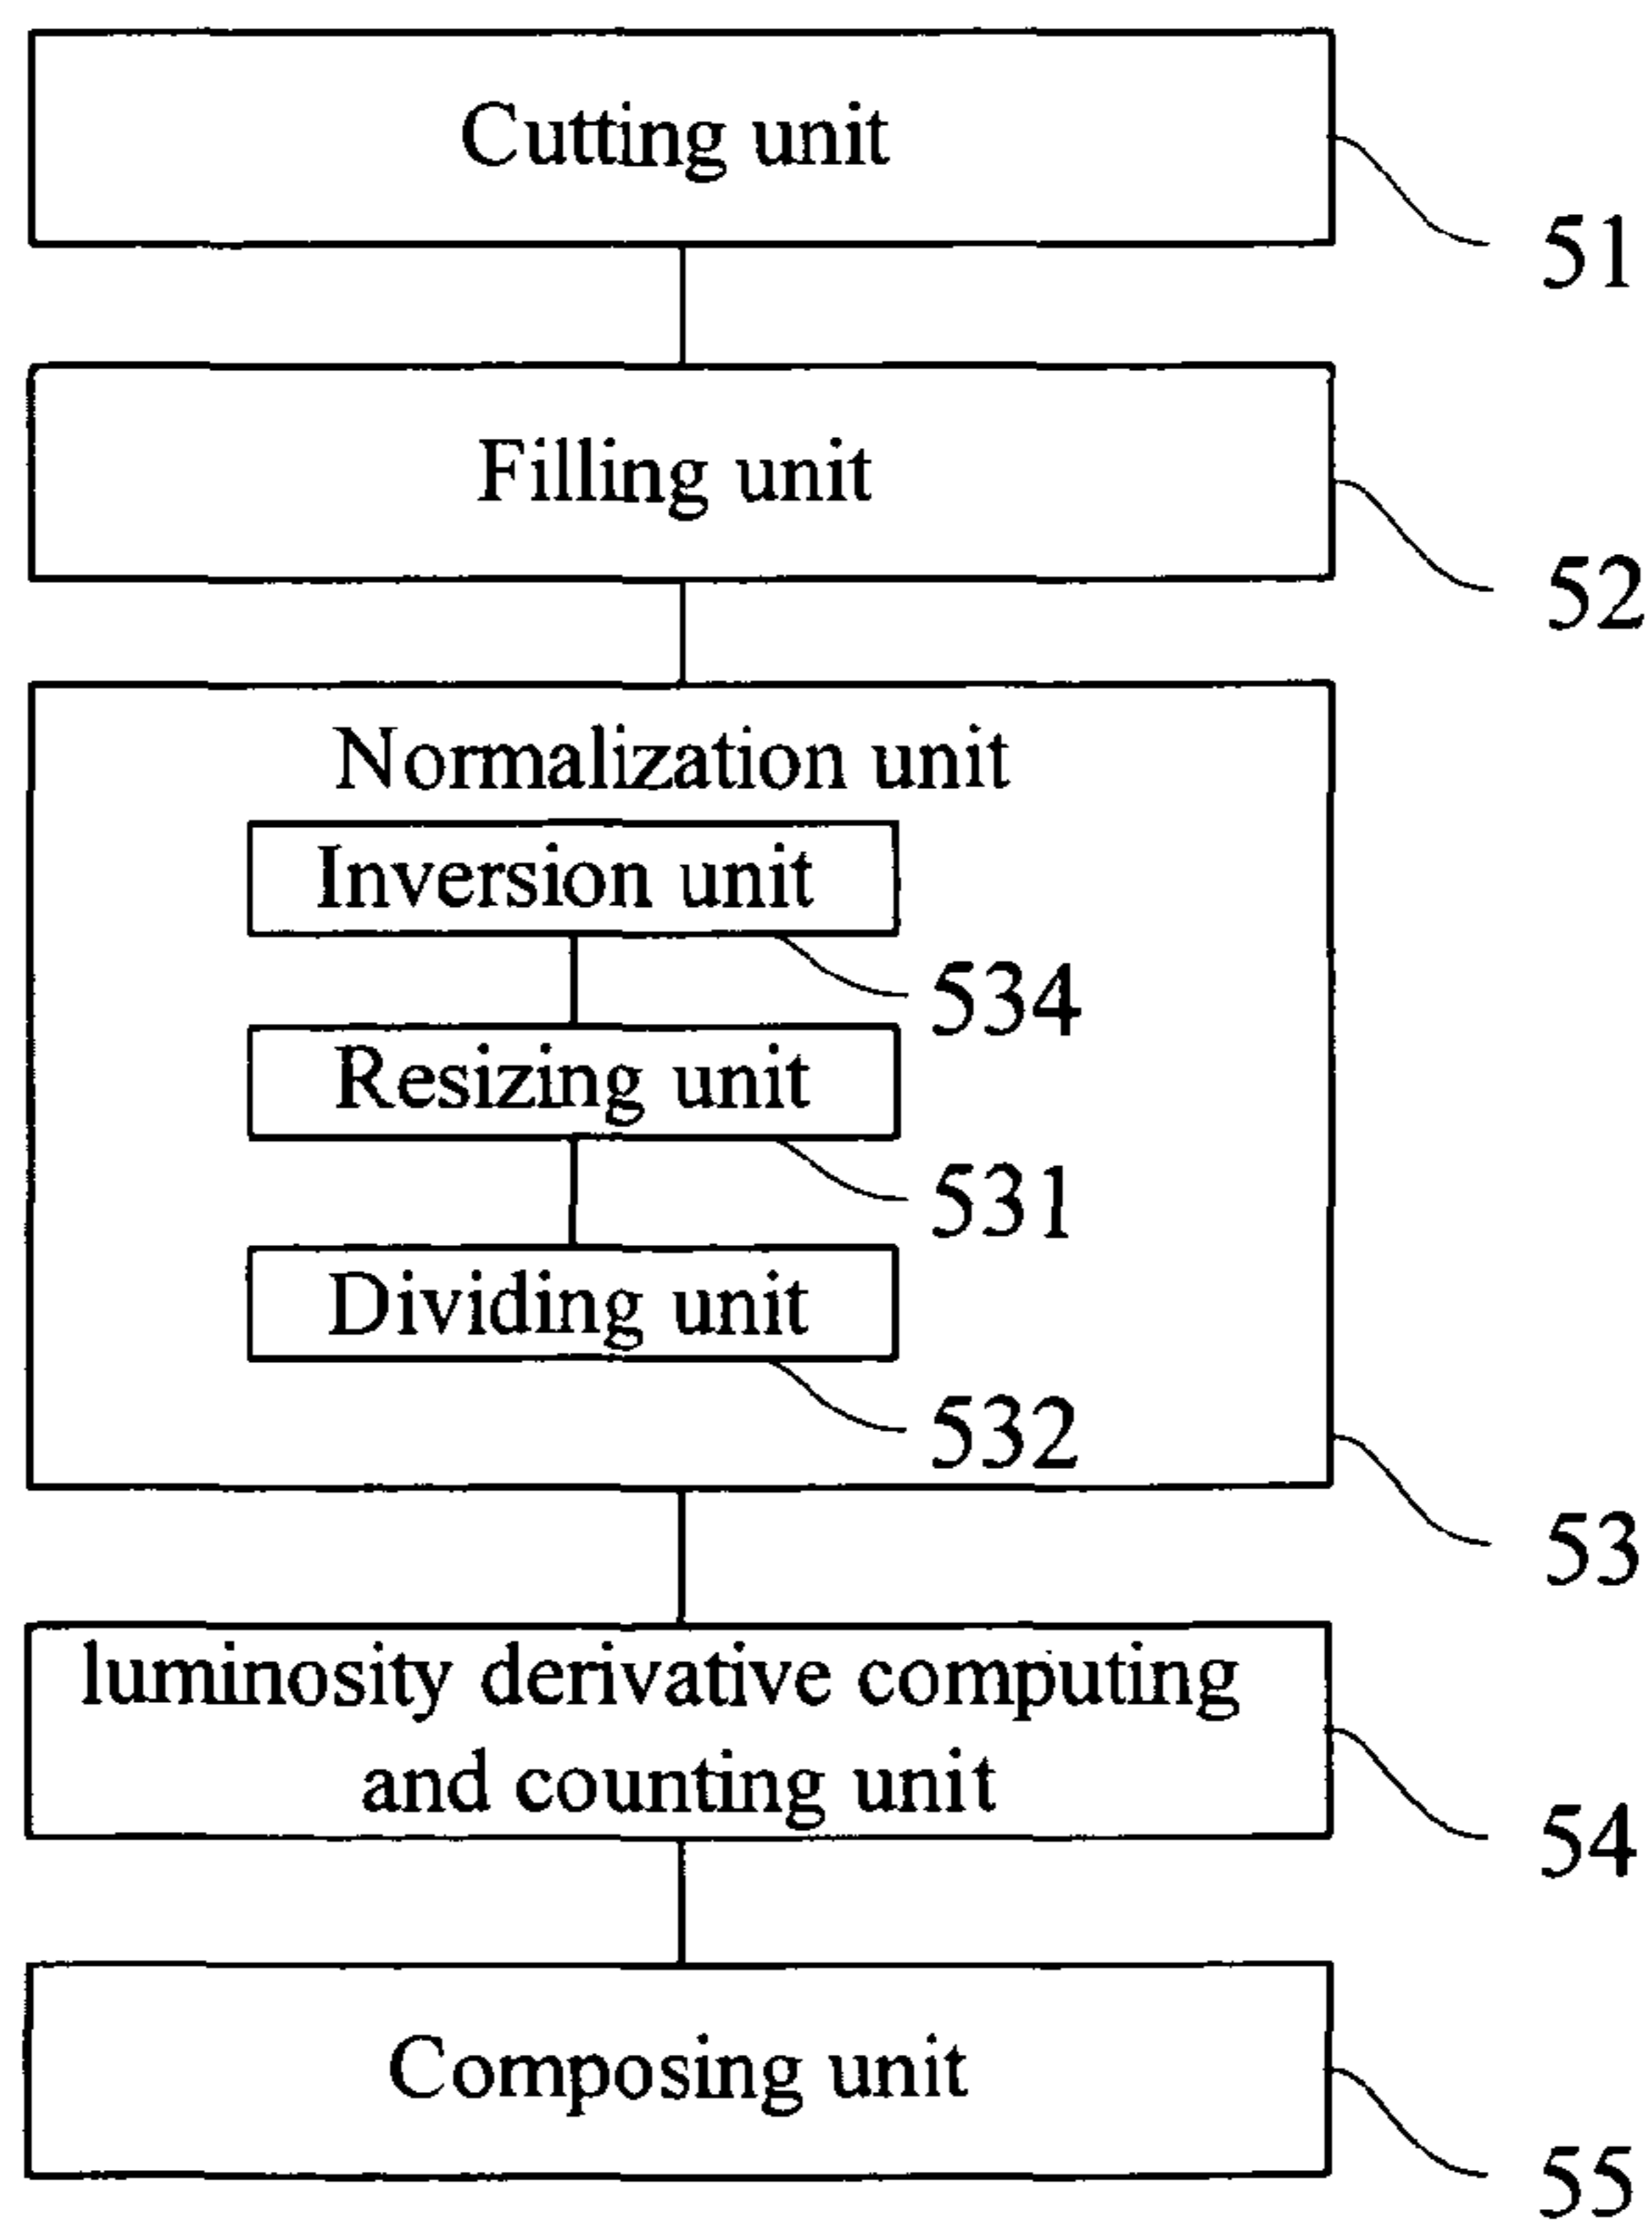 Cutting unit
51
Filling unit
52
Normalization unit
Inversion unit
534
Resizing unit
531
Dividing unit
532
53
luminosity derivative computing
and counting unit
54
Composing unit
55